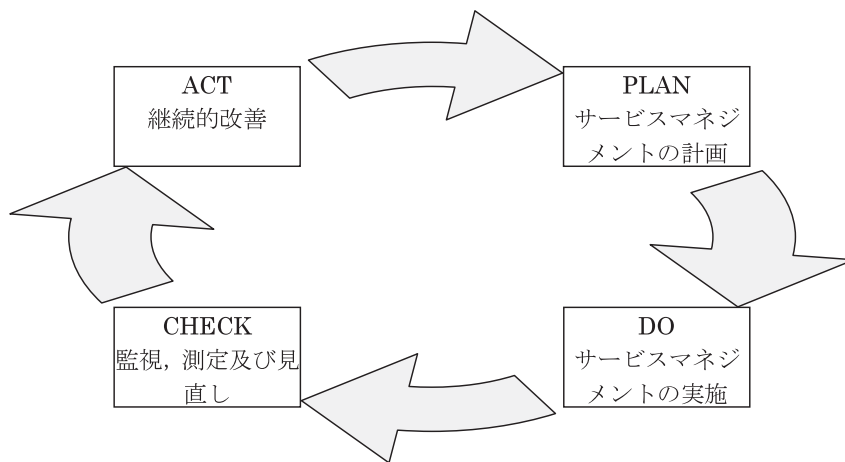 ACT
継続的改善
PLAN
サービスマネジ
メントの計画
CHECK
監視, 測定及び見
直し
DO
サービスマネジ
メントの実施